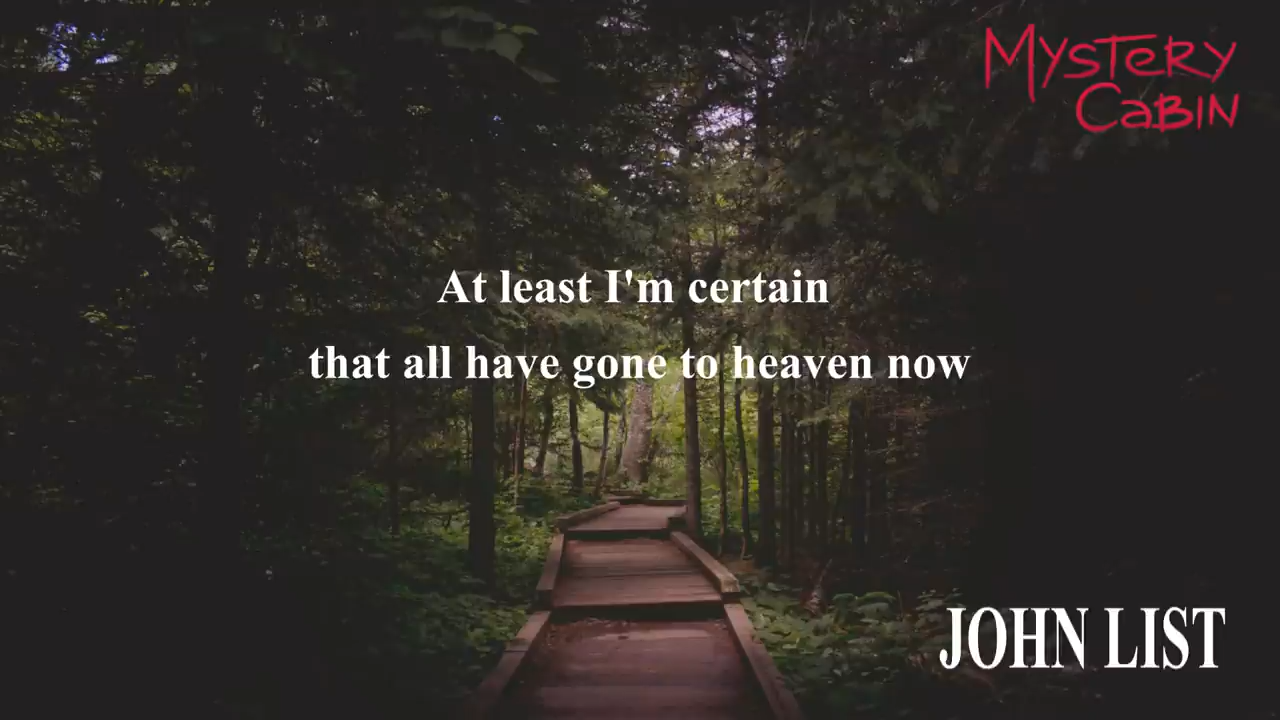 MYSTERY
CABIN
At least I'm certain
that all have gone to heaven now
JOHN LIST